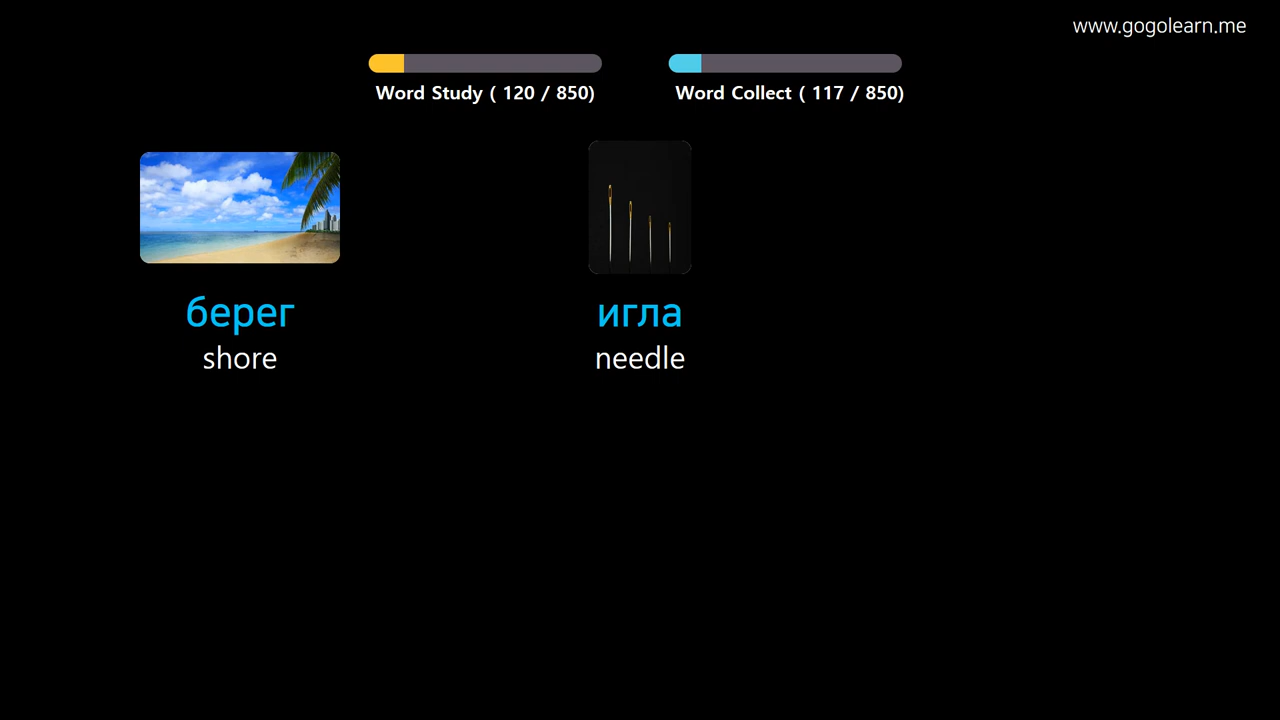 www.gogolearn.me
Word Study ( 120 / 850)
Word Collect ( 117 / 850)
берег
shore
игла
needle